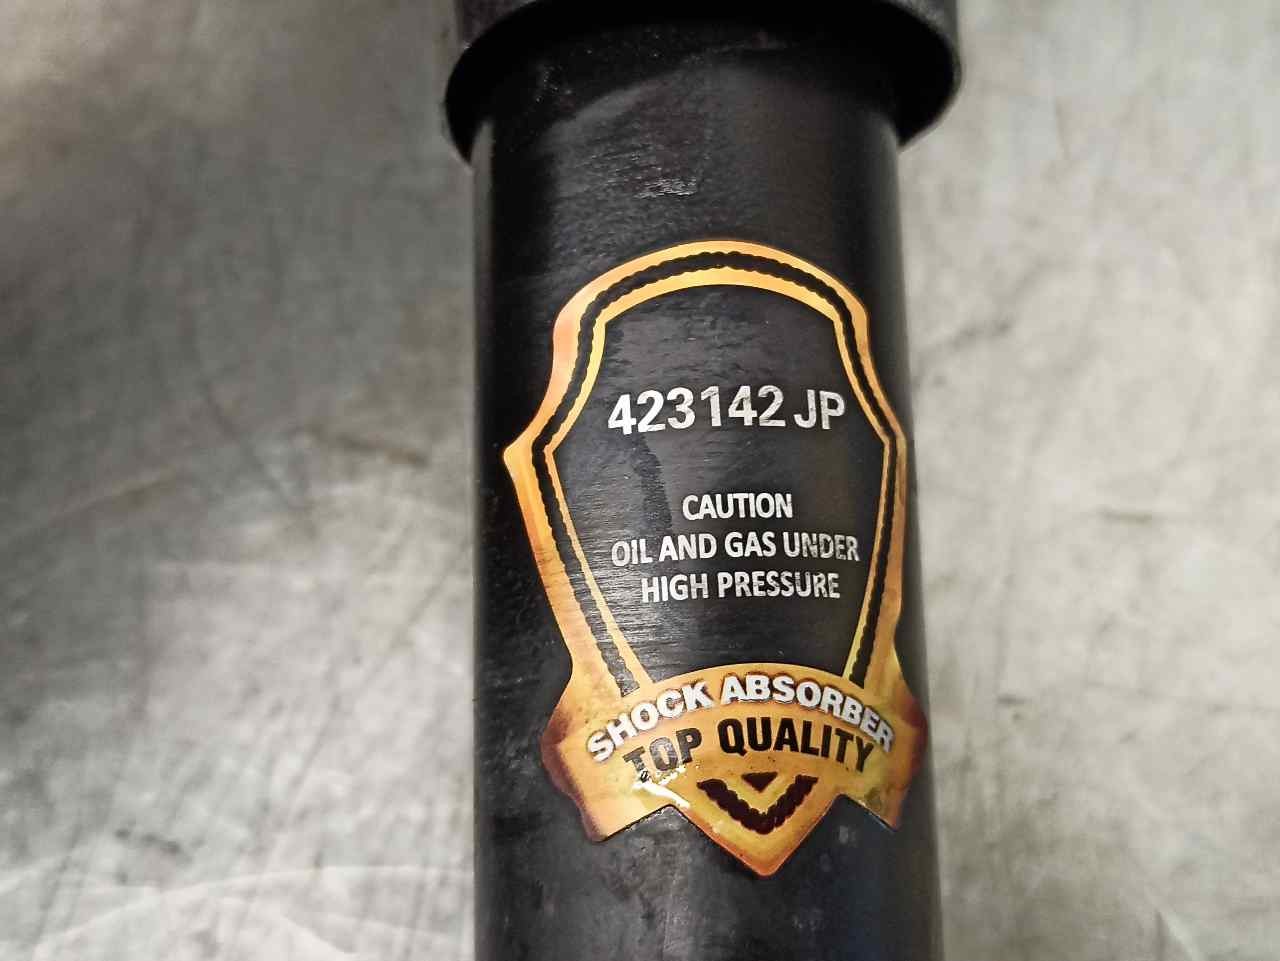 423142 JP
CAUTION
OIL AND GAS UNDER
HIGH PRESSURE
SHOCK ABSORBER
TOP QUALITY